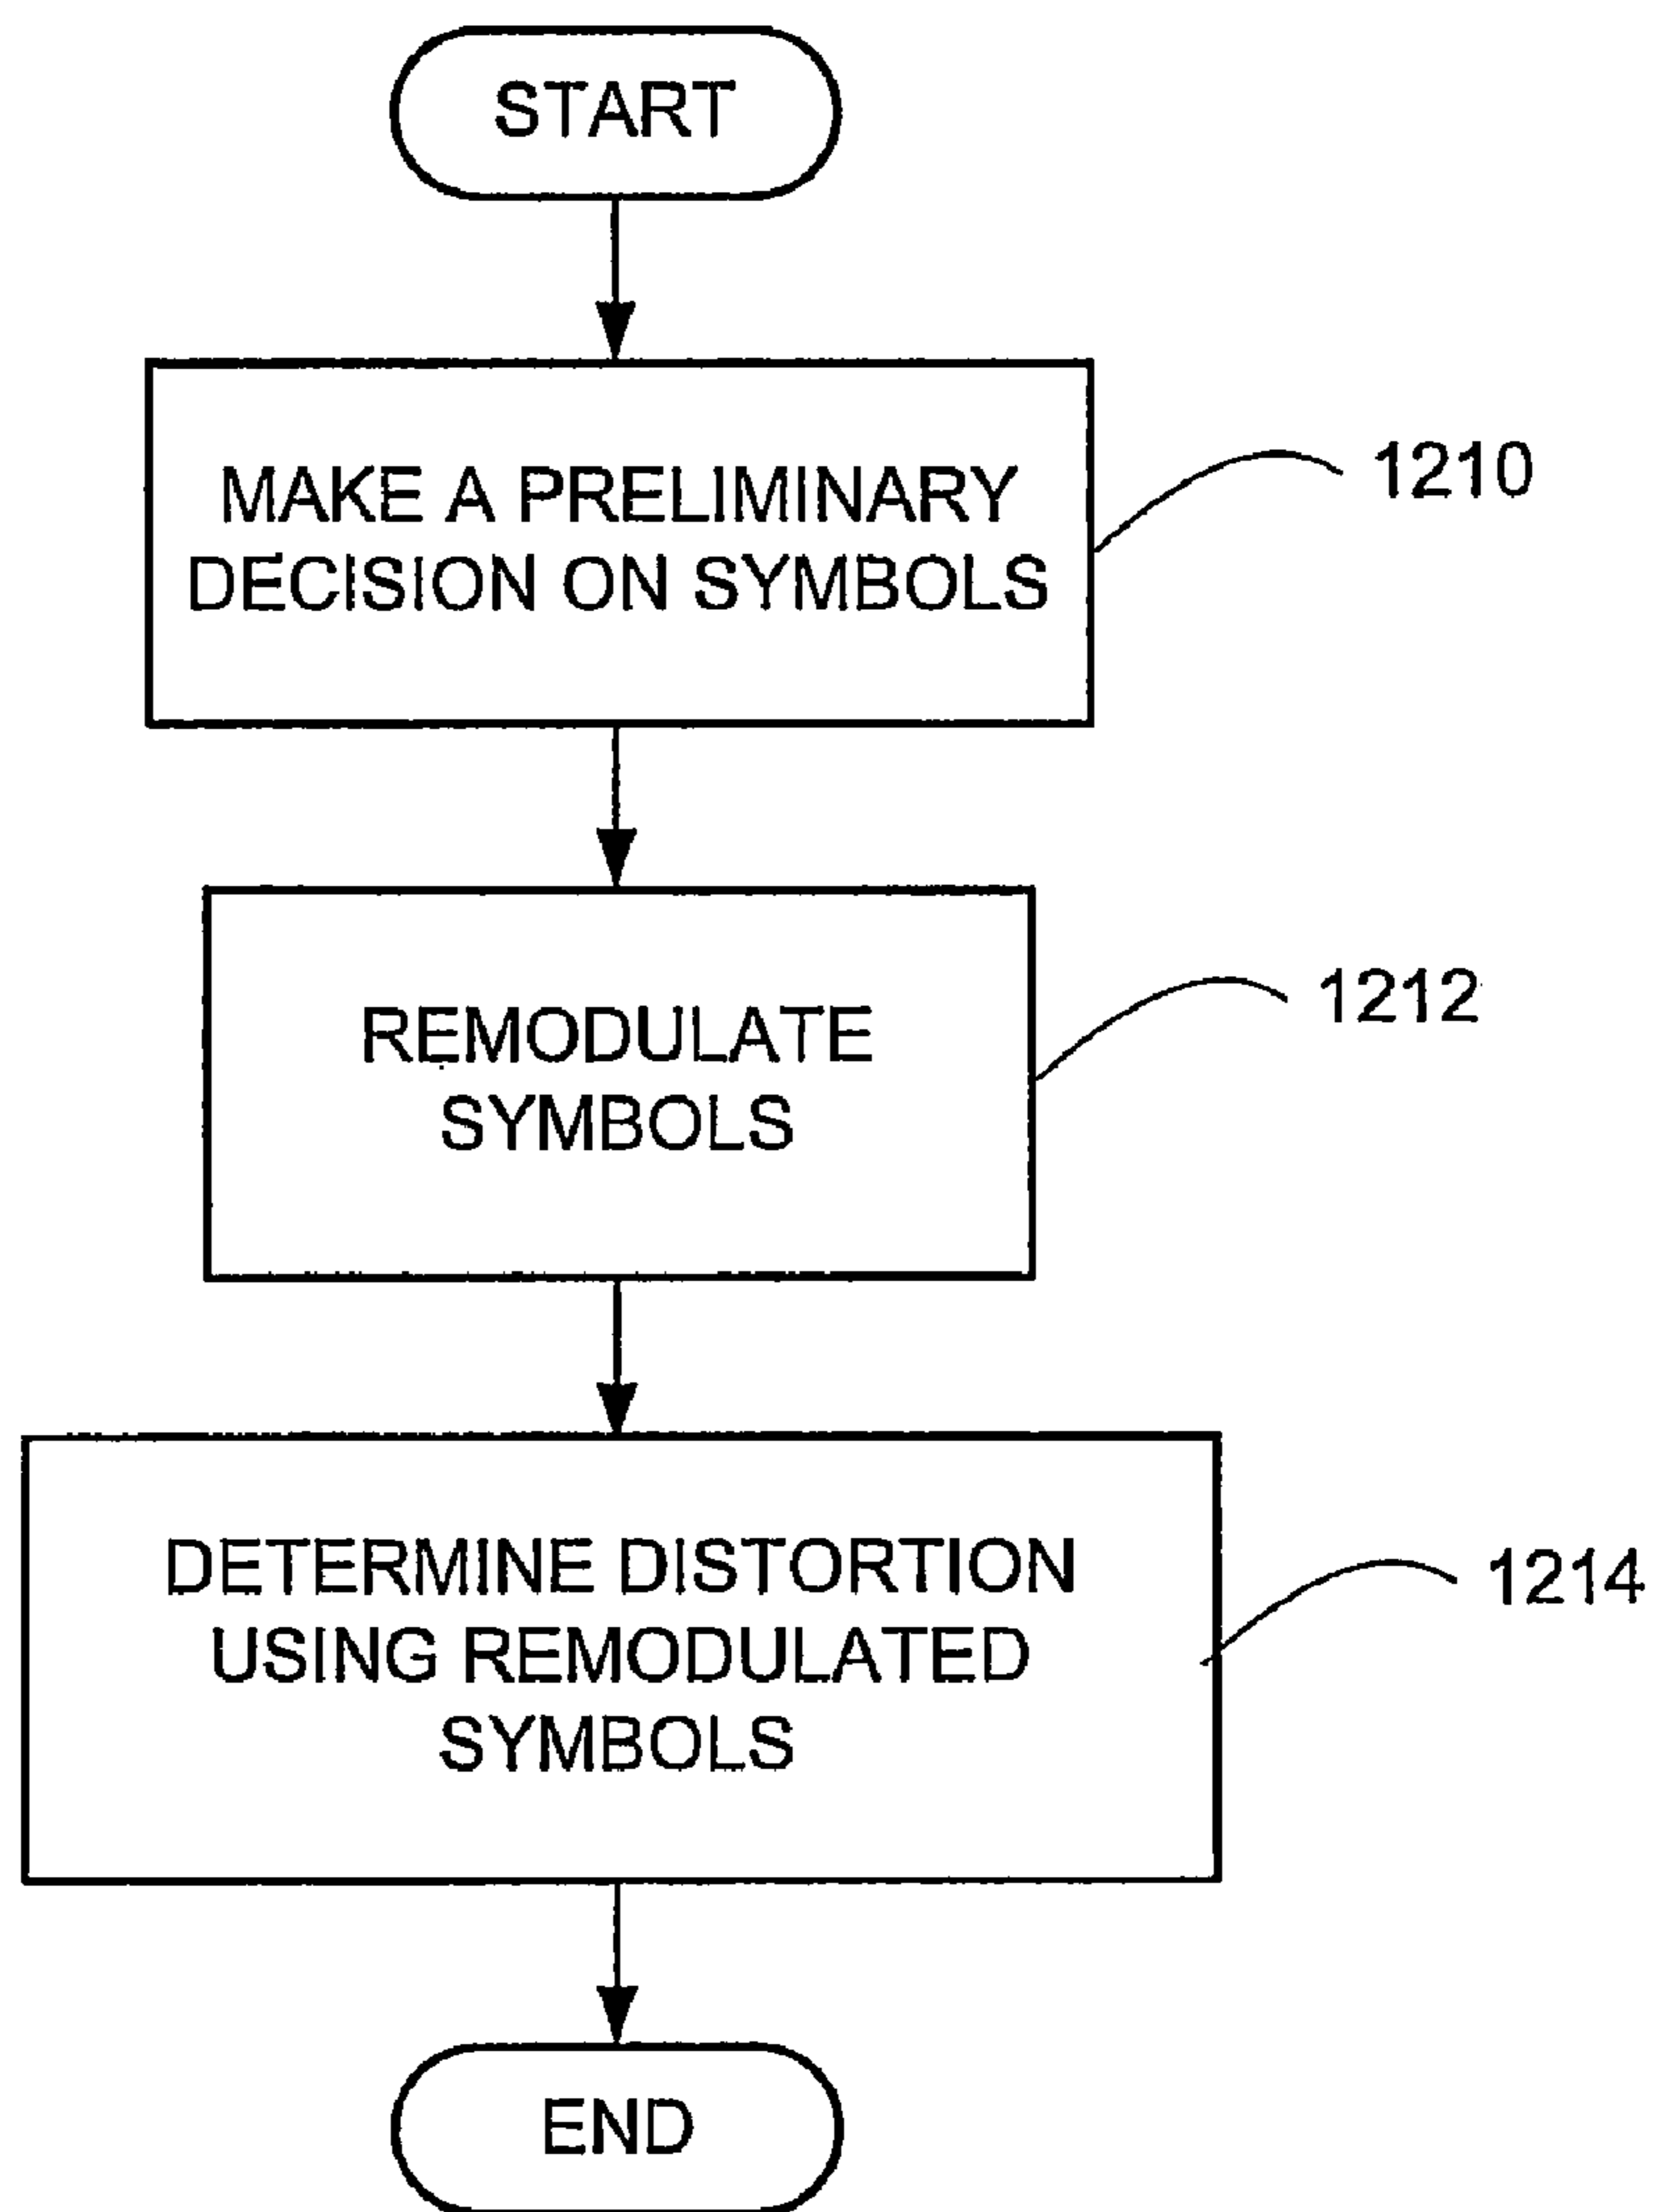 START
MAKE A PRELIMINARY
DECISION ON SYMBOLS
1210
REMODULATE
SYMBOLS
1212
DETERMINE DISTORTION
USING REMODULATED
SYMBOLS
1214
END